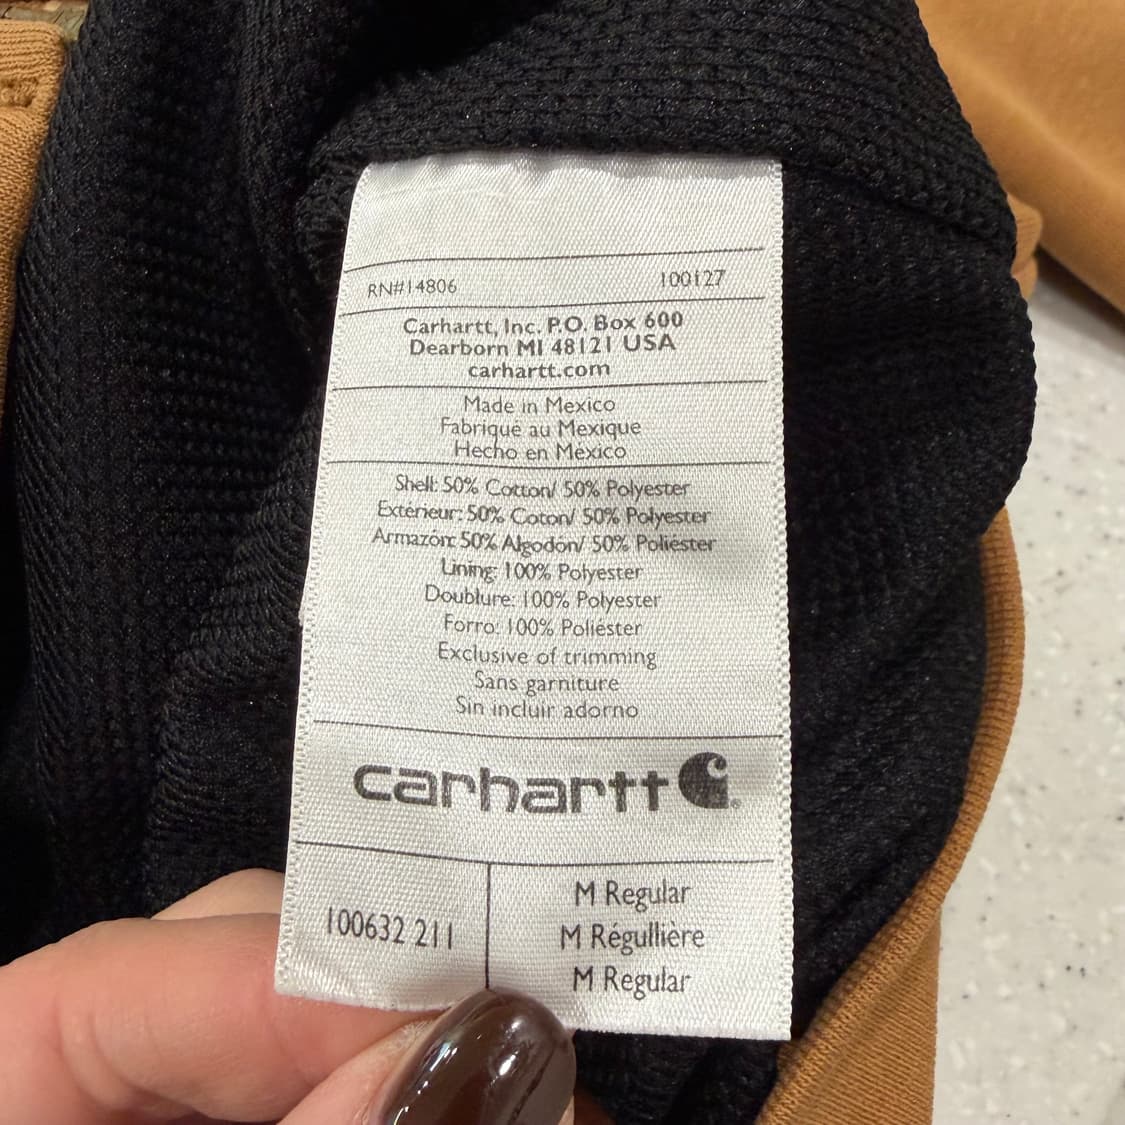 RN#14806 100127
Carhartt, Inc. P.O. Box 600
Dearborn MI 48121 USA
carhartt.com
Made in Mexico
Fabriqué au Mexique
Hecho en Mexico
Shell: 50% Cotton/ 50% Polyester
Extérieur: 50% Coton/ 50% Polyester
Armazón: 50% Algodón/ 50% Poliéster
Lining: 100% Polyester
Doublure: 100% Polyester
Forro: 100% Poliéster
Exclusive of trimming
Sans garniture
Sin incluir adorno
carhartt ®
100632 211
M Regular
M Régullière
M Regular